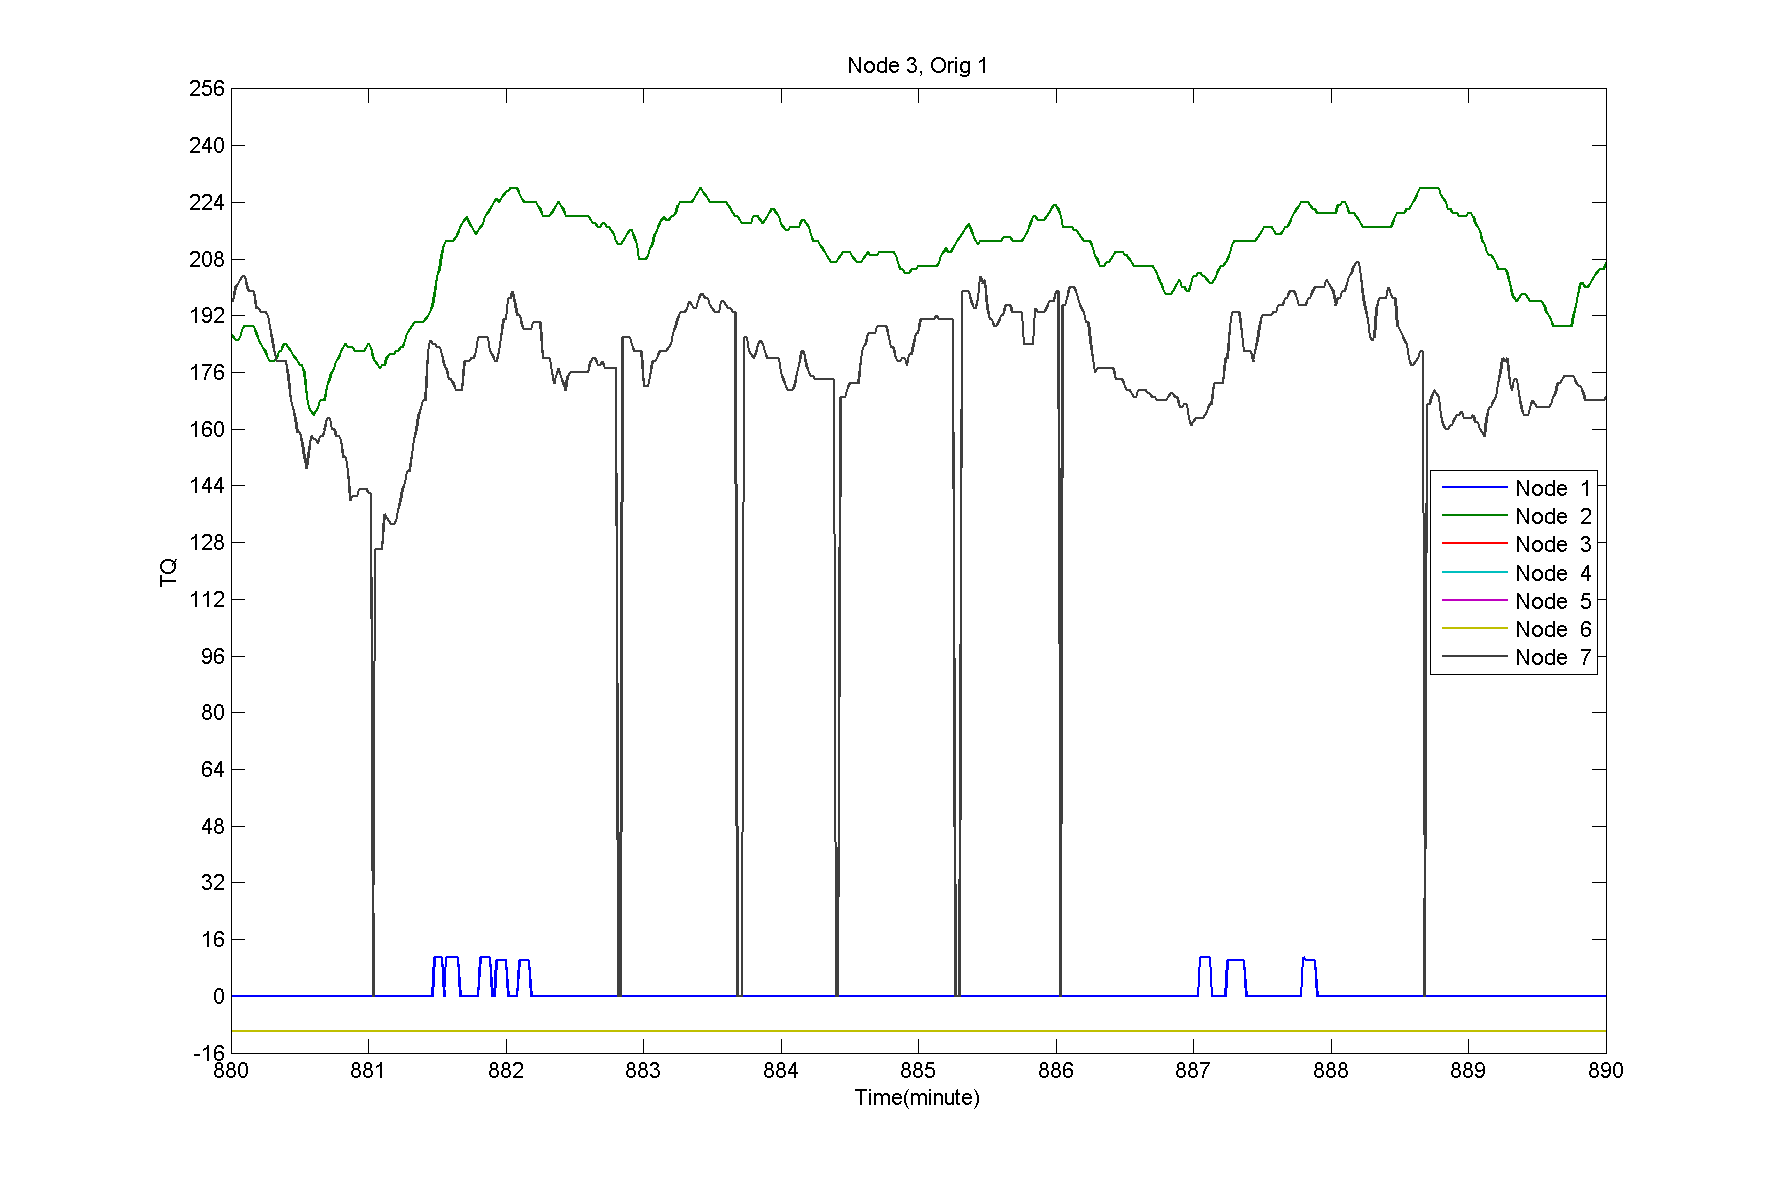 Node 3, Orig 1
256
240
224
208
192
176
160
144
128
112
96
80
64
48
32
16
0
-16
TQ
Node 1
Node 2
Node 3
Node 4
Node 5
Node 6
Node 7
880 881 882 883 884 885 886 887 888 889 890
Time(minute)